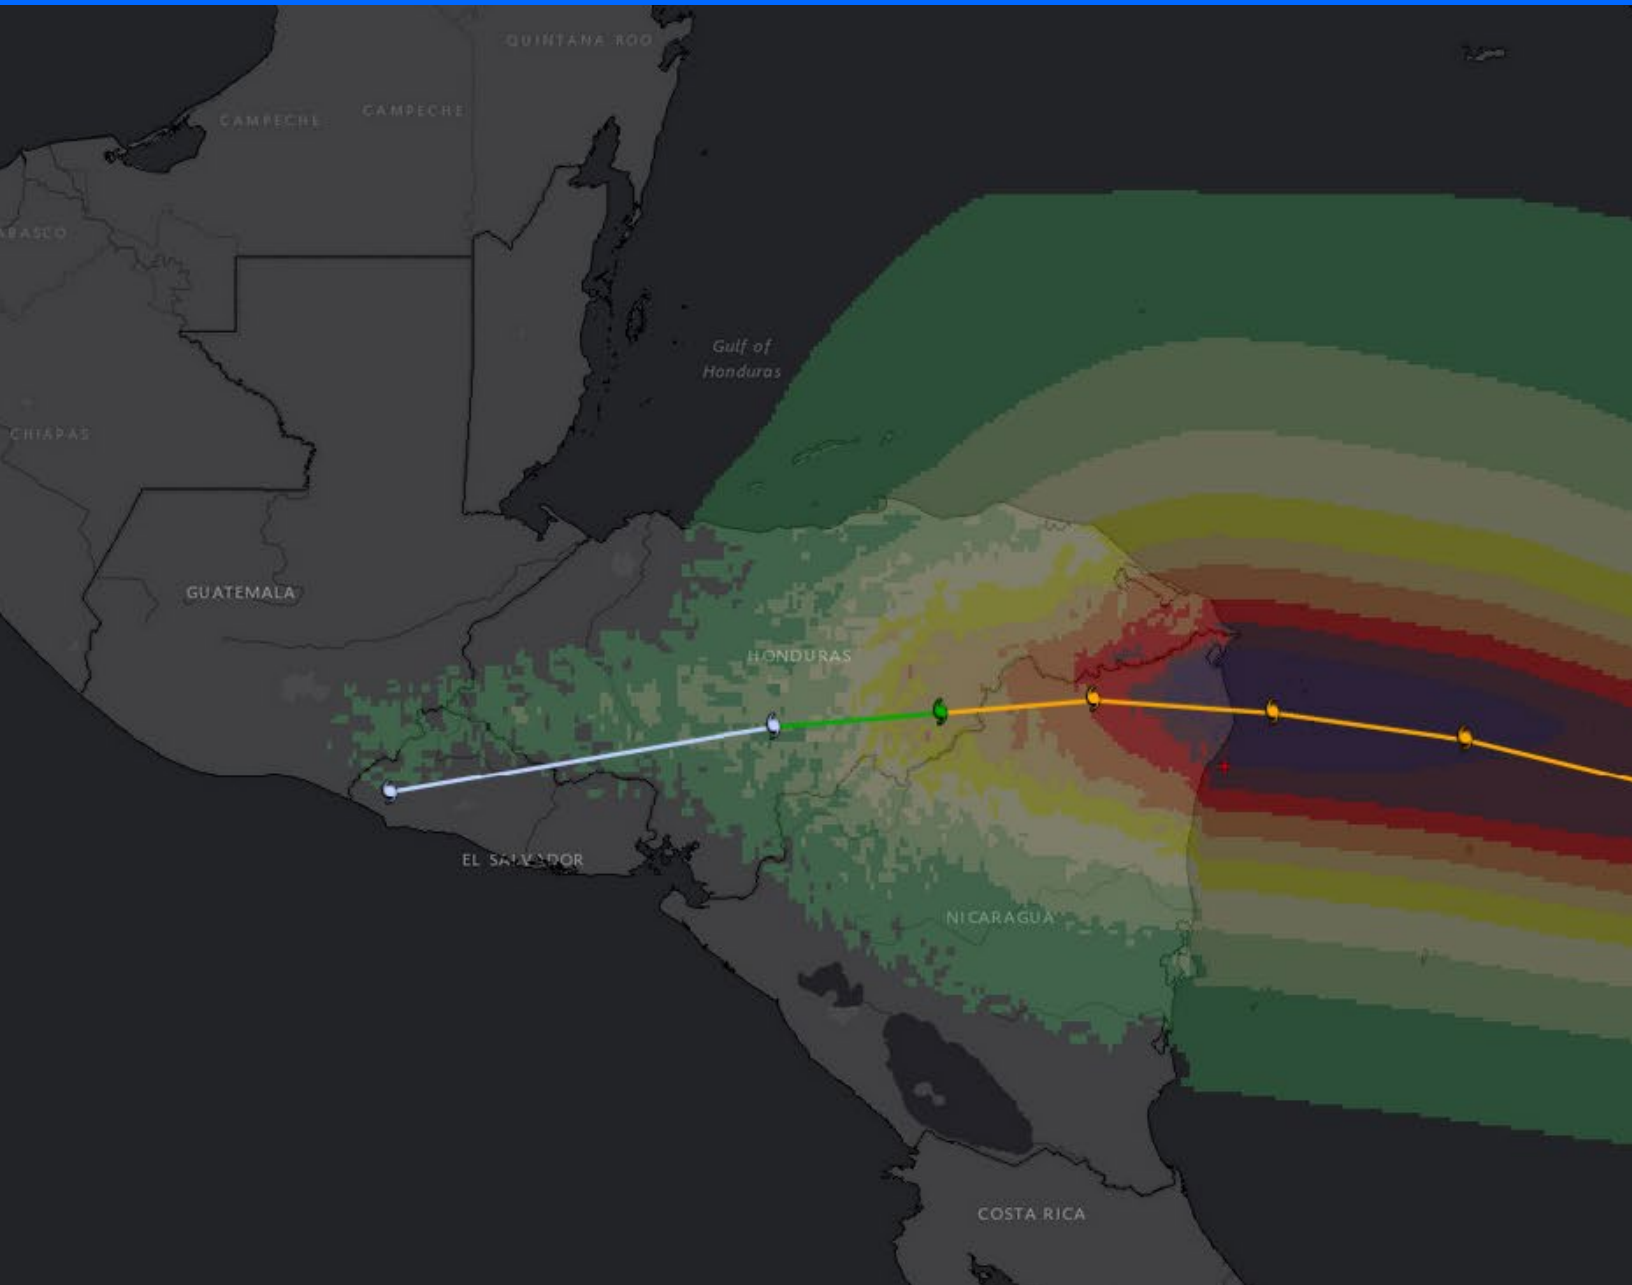 QUINTANA ROO
CAMPECHE
CAMPECHE
ABASCO
Gulf of
Honduras
CHIAPAS
GUATEMALA
HONDURAS
EL SALVADOR
NICARAGUA
COSTA RICA